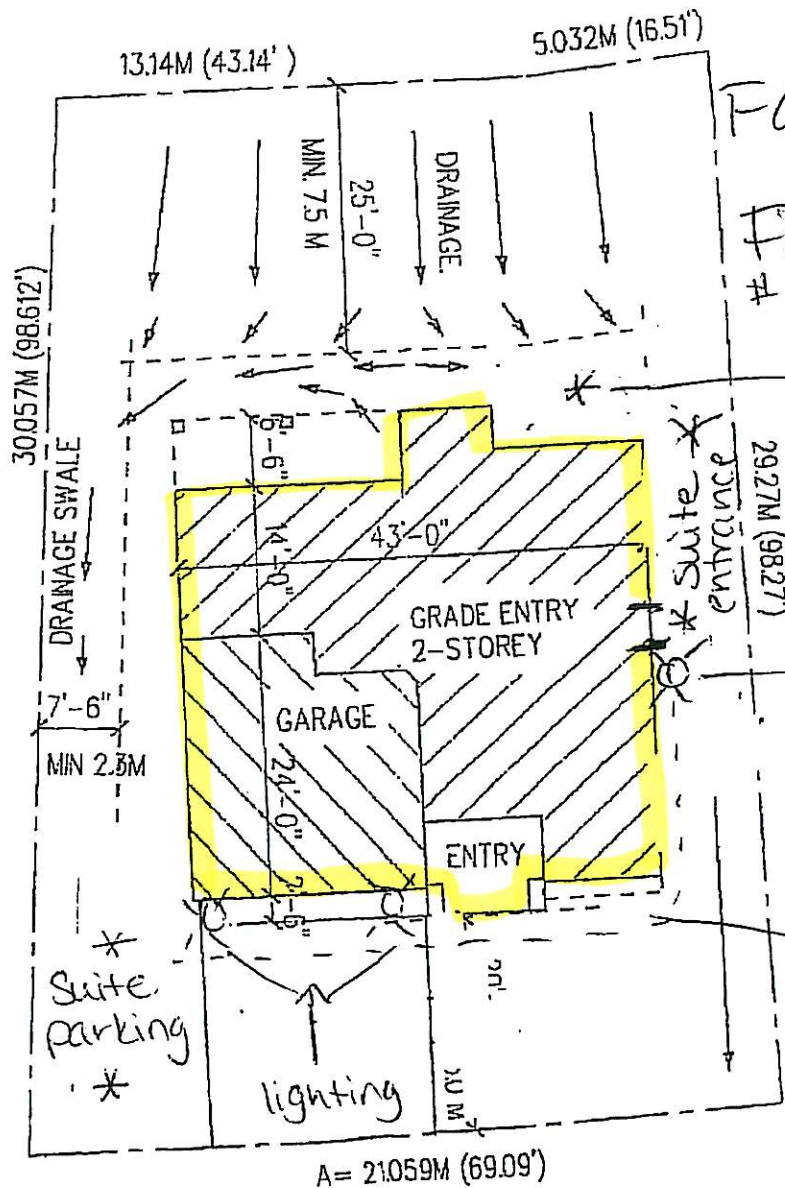 13.14M (43.14')
5.032M (16.51')
MIN. 7.5 M
25'-0"
DRAINAGE.
30.057M (98.612')
29.27M (98.27')
DRAINAGE SWALE
14'-0"
43'-0"
* Suite *
entrance
GRADE ENTRY
2-STOREY
7'-6"
MIN 2.3M
GARAGE
24'-0"
ENTRY
*
Suite
parking
*
lighting
A= 21.059M (69.09')